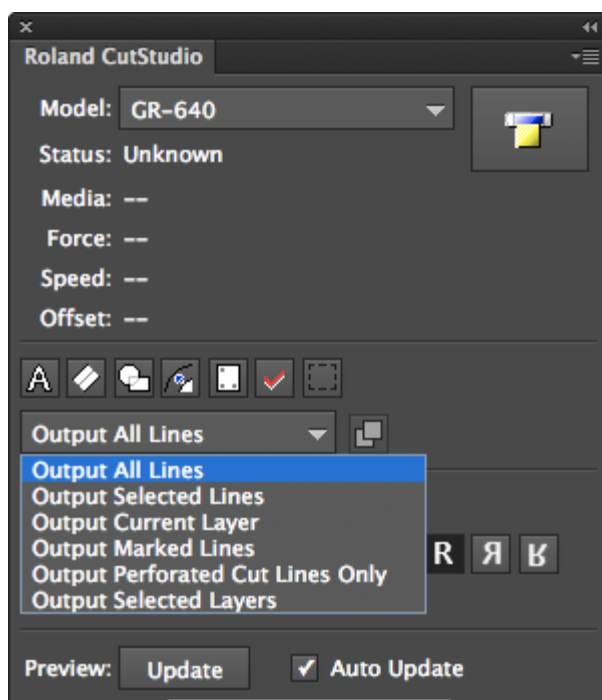 Roland CutStudio
Model: GR-640
Status: Unknown
Media: --
Force: --
Speed: --
Offset: --
A
Output All Lines
Output All Lines
Output Selected Lines
Output Current Layer
Output Marked Lines
Output Perforated Cut Lines Only
Output Selected Layers
R R R
Preview: Update Auto Update